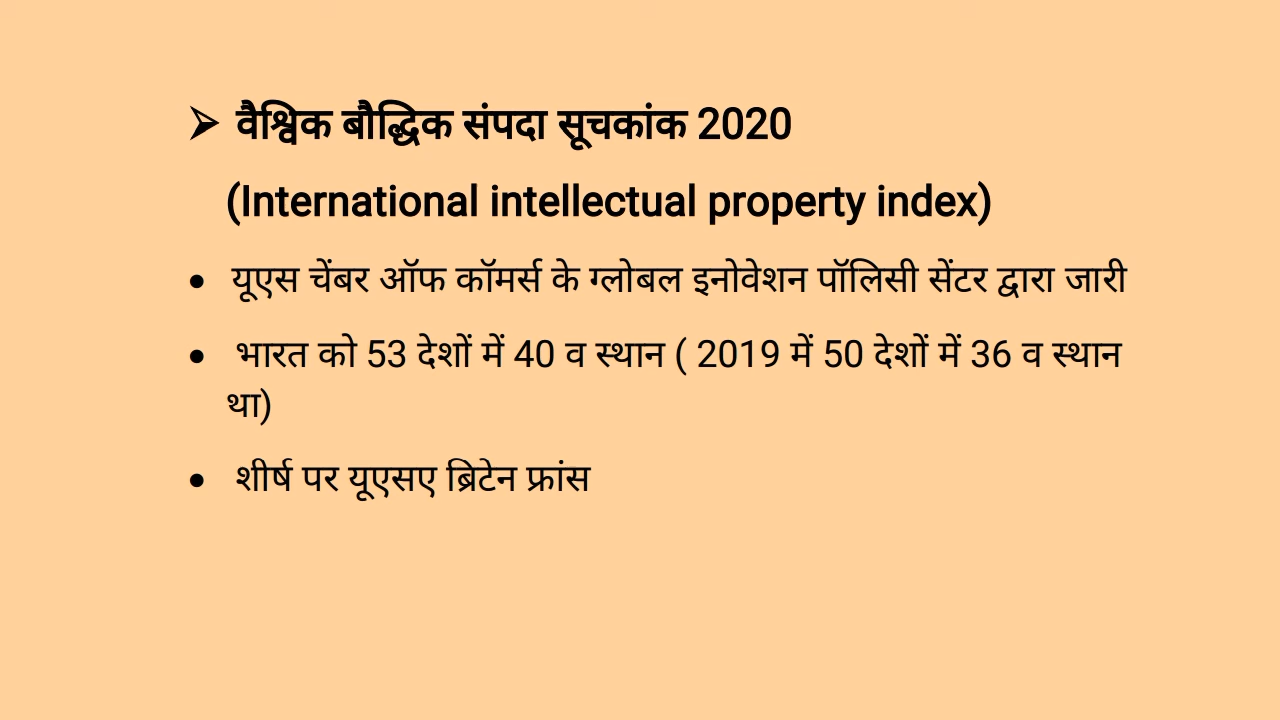 ➢ वैश्विक बौद्धिक संपदा सूचकांक 2020
(International intellectual property index)
• यूएस चेंबर ऑफ कॉमर्स के ग्लोबल इनोवेशन पॉलिसी सेंटर द्वारा जारी
• भारत को 53 देशों में 40 व स्थान ( 2019 में 50 देशों में 36 व स्थान
था)
• शीर्ष पर यूएसए ब्रिटेन फ्रांस